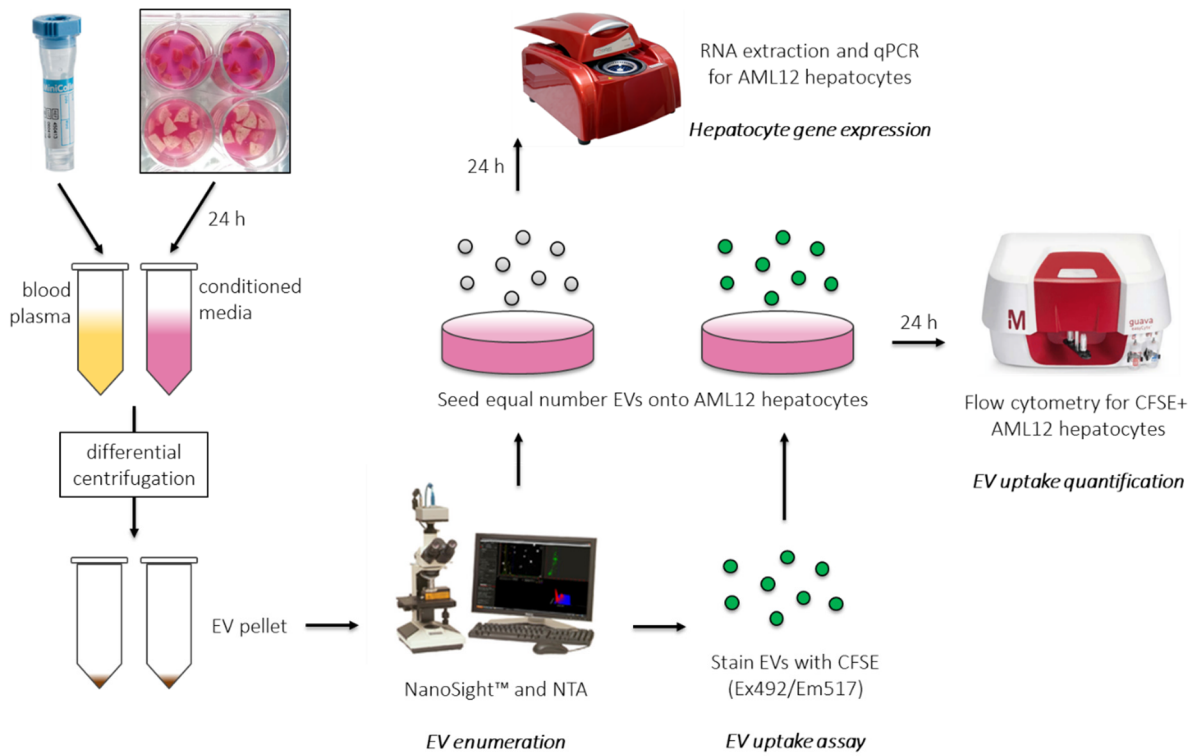 RNA extraction and qPCR
for AML12 hepatocytes
Hepatocyte gene expression
24 h
24 h
blood
plasma
conditioned
media
M
guava
24 h
Seed equal number EVs onto AML12 hepatocytes
Flow cytometry for CFSE+
AML12 hepatocytes
EV uptake quantification
differential
centrifugation
EV pellet
NanoSight™ and NTA
EV enumeration
Stain EVs with CFSE
(Ex492/Em517)
EV uptake assay